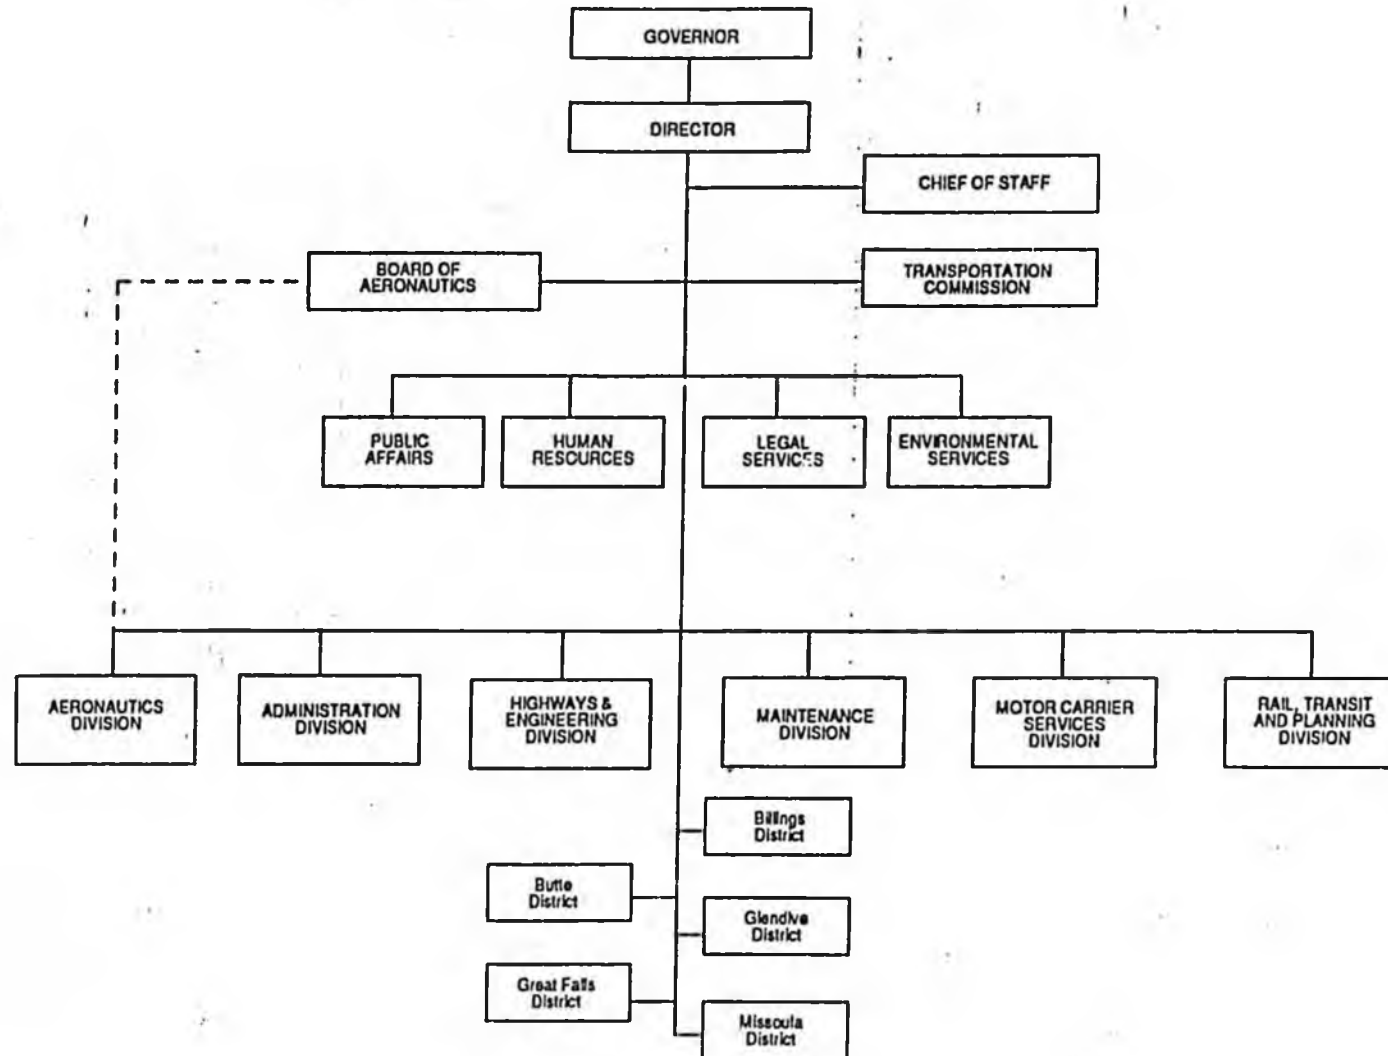 GOVERNOR
DIRECTOR
CHIEF OF STAFF
BOARD OF
AERONAUTICS
TRANSPORTATION
COMMISSION
PUBLIC
AFFAIRS
HUMAN
RESOURCES
LEGAL
SERVICES
ENVIRONMENTAL
SERVICES
AERONAUTICS
DIVISION
ADMINISTRATION
DIVISION
HIGHWAYS &
ENGINEERING
DIVISION
MAINTENANCE
DIVISION
MOTOR CARRIER
SERVICES
DIVISION
RAIL, TRANSIT
AND PLANNING
DIVISION
Billings
District
Butte
District
Glendive
District
Great Falls
District
Missoula
District